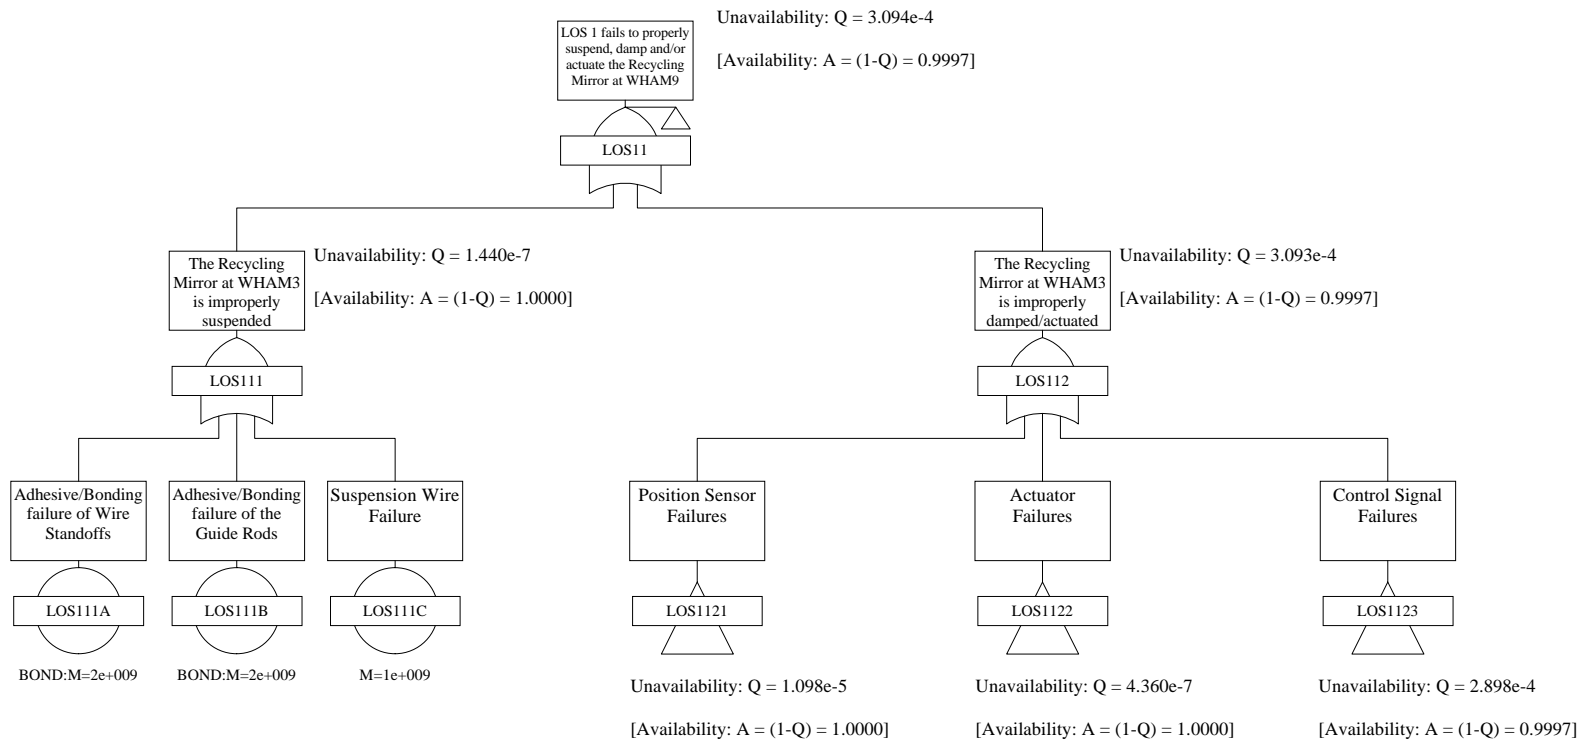 Unavailability: Q = 3.094e-4
[Availability: A = (1-Q) = 0.9997]
LOS 1 fails to properly
suspend, damp and/or
actuate the Recycling
Mirror at WHAM9
LOS11
The Recycling
Mirror at WHAM3
is improperly
suspended
Unavailability: Q = 1.440e-7
[Availability: A = (1-Q) = 1.0000]
LOS111
The Recycling
Mirror at WHAM3
is improperly
damped/actuated
Unavailability: Q = 3.093e-4
[Availability: A = (1-Q) = 0.9997]
LOS112
Adhesive/Bonding
failure of Wire
Standoffs
LOS111A
BOND:M=2e+009
Adhesive/Bonding
failure of the
Guide Rods
LOS111B
BOND:M=2e+009
Suspension Wire
Failure
LOS111C
M=1e+009
Position Sensor
Failures
LOS1121
Unavailability: Q = 1.098e-5
[Availability: A = (1-Q) = 1.0000]
Actuator
Failures
LOS1122
Unavailability: Q = 4.360e-7
[Availability: A = (1-Q) = 1.0000]
Control Signal
Failures
LOS1123
Unavailability: Q = 2.898e-4
[Availability: A = (1-Q) = 0.9997]